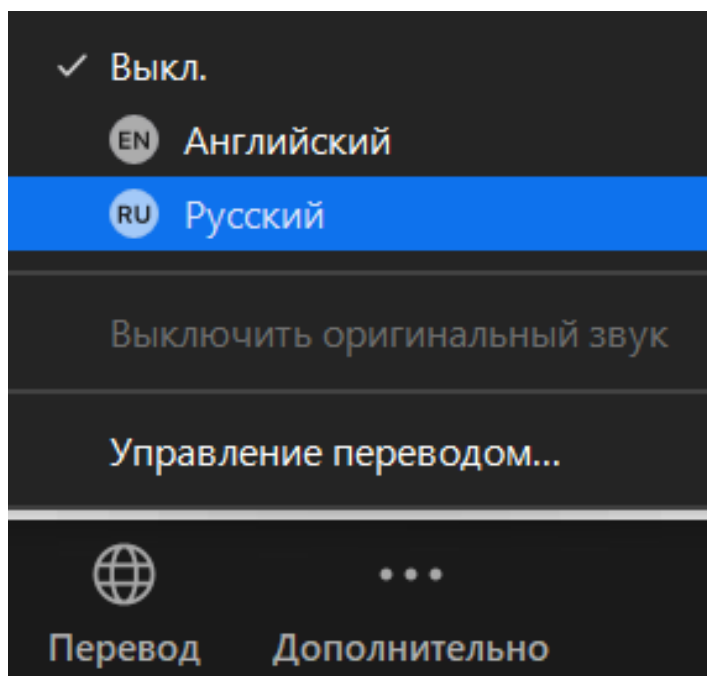 Выкл.
EN Английский
RU Русский
Выключить оригинальный звук
Управление переводом...
Перевод Дополнительно